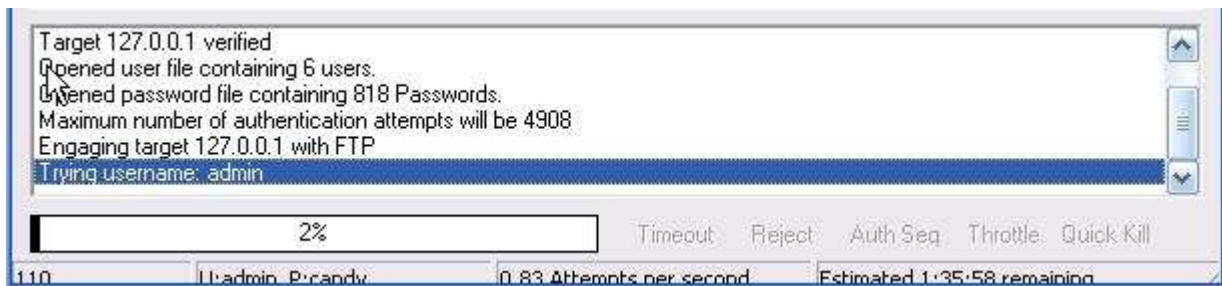 Target 127.0.0.1 verified
Opened user file containing 6 users.
Opened password file containing 818 Passwords.
Maximum number of authentication attempts will be 4908
Engaging target 127.0.0.1 with FTP
Trying username: admin
2% Timeout Reject Auth Seq Throttle Quick Kill
110 U:admin P:candy 0.83 Attempts per second Estimated 1:35:58 remaining